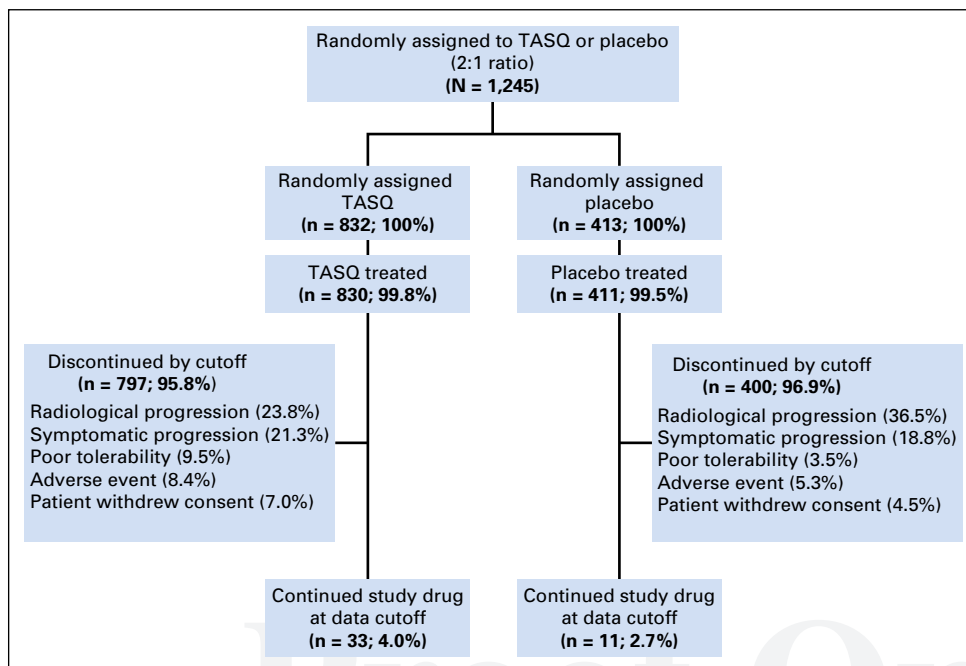 Randomly assigned to TASQ or placebo
(2:1 ratio)
(N = 1,245)
Randomly assigned
TASQ
(n = 832; 100%)
Randomly assigned
placebo
(n = 413; 100%)
TASQ treated
(n = 830; 99.8%)
Placebo treated
(n = 411; 99.5%)
Discontinued by cutoff
(n = 797; 95.8%)
Radiological progression (23.8%)
Symptomatic progression (21.3%)
Poor tolerability (9.5%)
Adverse event (8.4%)
Patient withdrew consent (7.0%)
Discontinued by cutoff
(n = 400; 96.9%)
Radiological progression (36.5%)
Symptomatic progression (18.8%)
Poor tolerability (3.5%)
Adverse event (5.3%)
Patient withdrew consent (4.5%)
Continued study drug
at data cutoff
(n = 33; 4.0%)
Continued study drug
at data cutoff
(n = 11; 2.7%)